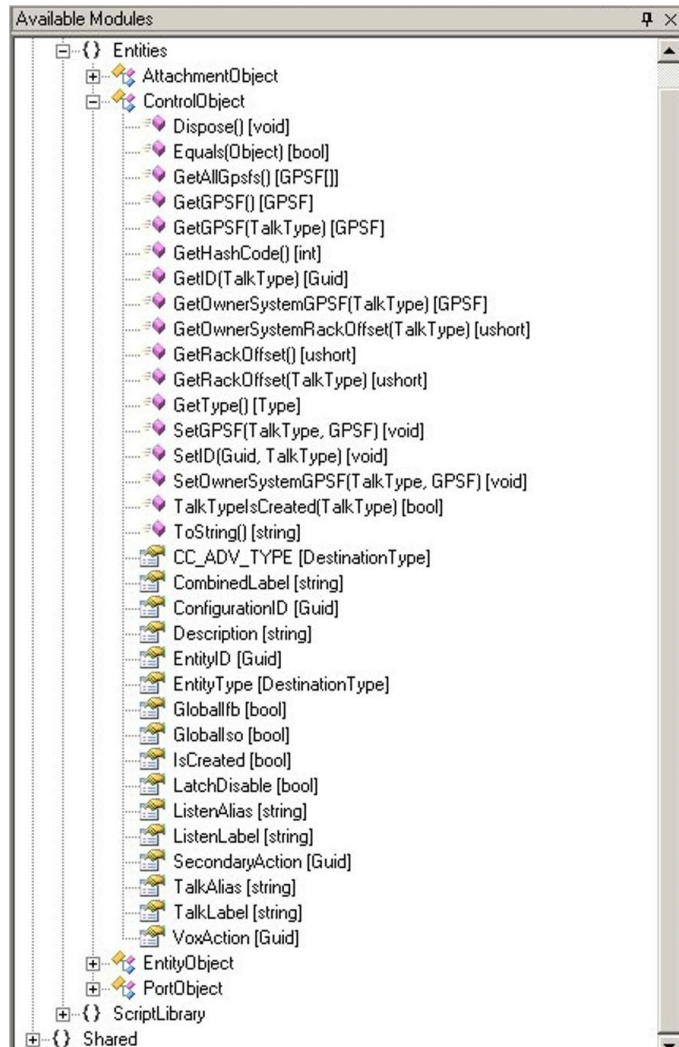 Available Modules
{} Entities
AttachmentObject
ControlObject
Dispose() [void]
Equals(Object) [bool]
GetAllGpsfs() [GPSF[]]
GetGPSF() [GPSF]
GetGPSF(TalkType) [GPSF]
GetHashCode() [int]
GetID(TalkType) [Guid]
GetOwnerSystemGPSF(TalkType) [GPSF]
GetOwnerSystemRackOffset(TalkType) [ushort]
GetRackOffset() [ushort]
GetRackOffset(TalkType) [ushort]
GetType() [Type]
SetGPSF(TalkType, GPSF) [void]
SetID(Guid, TalkType) [void]
SetOwnerSystemGPSF(TalkType, GPSF) [void]
TalkTypeIsCreated(TalkType) [bool]
ToString() [string]
CC_ADV_TYPE [DestinationType]
CombinedLabel [string]
ConfigurationID [Guid]
Description [string]
EntityID [Guid]
EntityType [DestinationType]
GlobalIfb [bool]
GlobalIso [bool]
IsCreated [bool]
LatchDisable [bool]
ListenAlias [string]
ListenLabel [string]
SecondaryAction [Guid]
TalkAlias [string]
TalkLabel [string]
VoxAction [Guid]
EntityObject
PortObject
{} ScriptLibrary
{} Shared